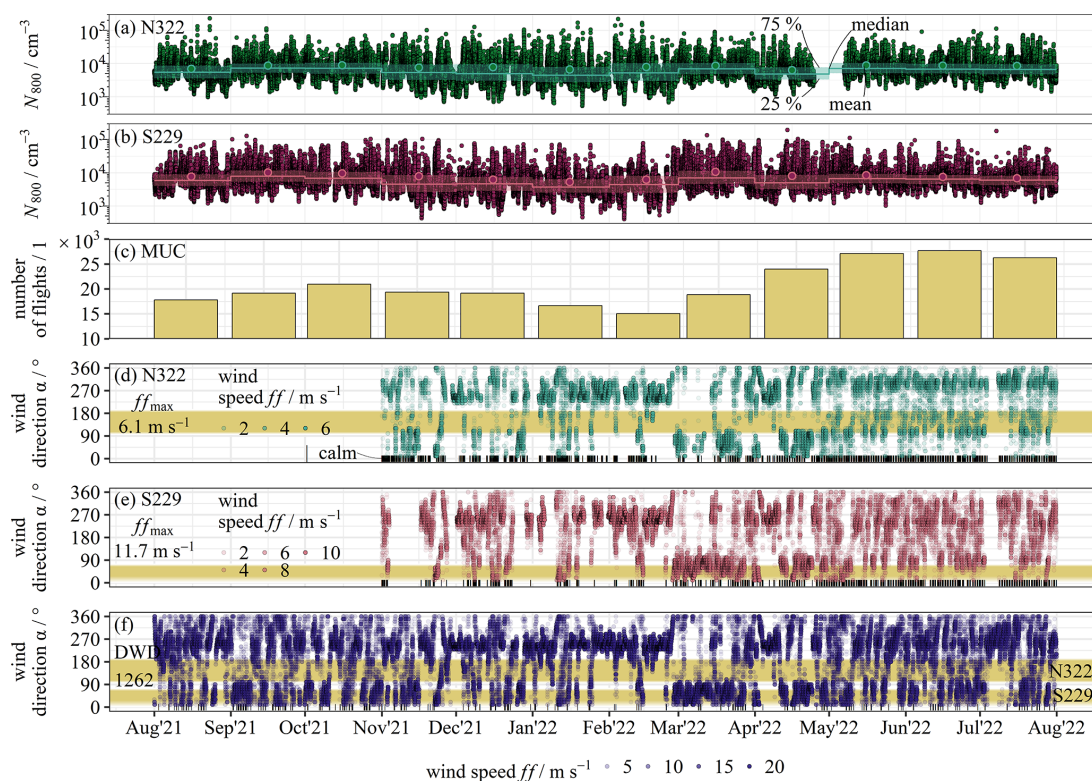 (a) N322
75 %
median
25 %
mean
N800 / cm−3
10^5
10^4
10^3
(b) S229
N800 / cm−3
10^5
10^4
10^3
× 10^3
(c) MUC
number
of flights / 1
25
20
15
10
(d) N322
wind
speed ff / m s−1
ffmax
6.1 m s−1
2 4 6
calm
wind
direction α / °
360
270
180
90
0
(e) S229
wind
speed ff / m s−1
ffmax
11.7 m s−1
2 6 10
4 8
wind
direction α / °
360
270
180
90
0
(f)
DWD
1262
N322
S229
wind
direction α / °
360
270
180
90
0
Aug'21 Sep'21 Oct'21 Nov'21 Dec'21 Jan'22 Feb'22 Mar'22 Apr'22 May'22 Jun'22 Jul'22 Aug'22
wind speed ff / m s−1 5 10 15 20